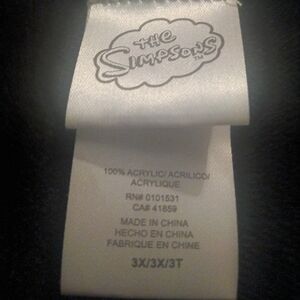 THE
SIMPSONS
100% ACRYLIC/ ACRILICO/
ACRYLIQUE
RN# 0101631
CA# 41859
MADE IN CHINA
HECHO EN CHINA
FABRIQUE EN CHINE
3X/3X/3T